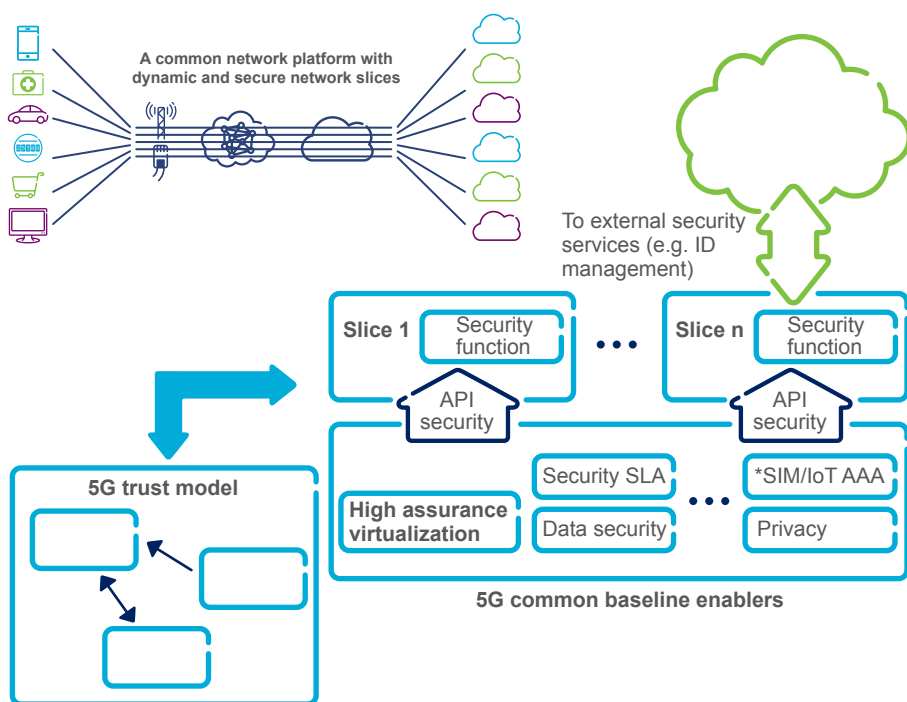 A common network platform with
dynamic and secure network slices
To external security
services (e.g. ID
management)
Slice 1
Security
function
Slice n
Security
function
API
security
API
security
5G trust model
High assurance
virtualization
Security SLA
Data security
*SIM/IoT AAA
Privacy
5G common baseline enablers